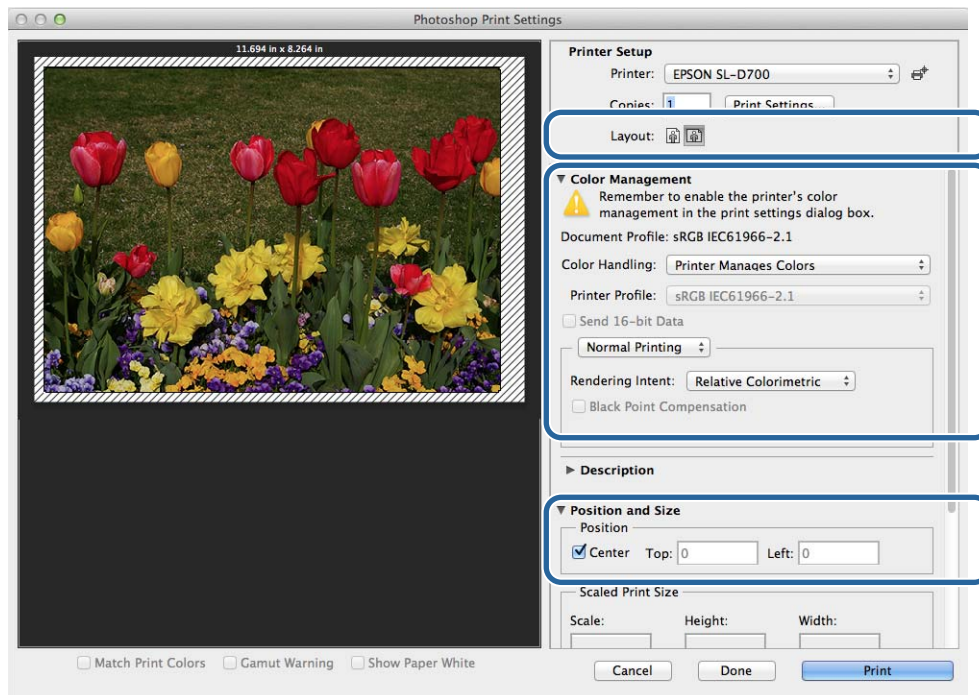 Photoshop Print Settings
11.694 in x 8.264 in
Printer Setup
Printer: EPSON SL-D700
Copies: 1 Print Settings...
Layout:
Color Management
Remember to enable the printer's color
management in the print settings dialog box.
Document Profile: sRGB IEC61966-2.1
Color Handling: Printer Manages Colors
Printer Profile: sRGB IEC61966-2.1
Send 16-bit Data
Normal Printing
Rendering Intent: Relative Colorimetric
Black Point Compensation
Description
Position and Size
Position
Center Top: 0 Left: 0
Scaled Print Size
Scale: Height: Width:
Match Print Colors Gamut Warning Show Paper White
Cancel Done Print